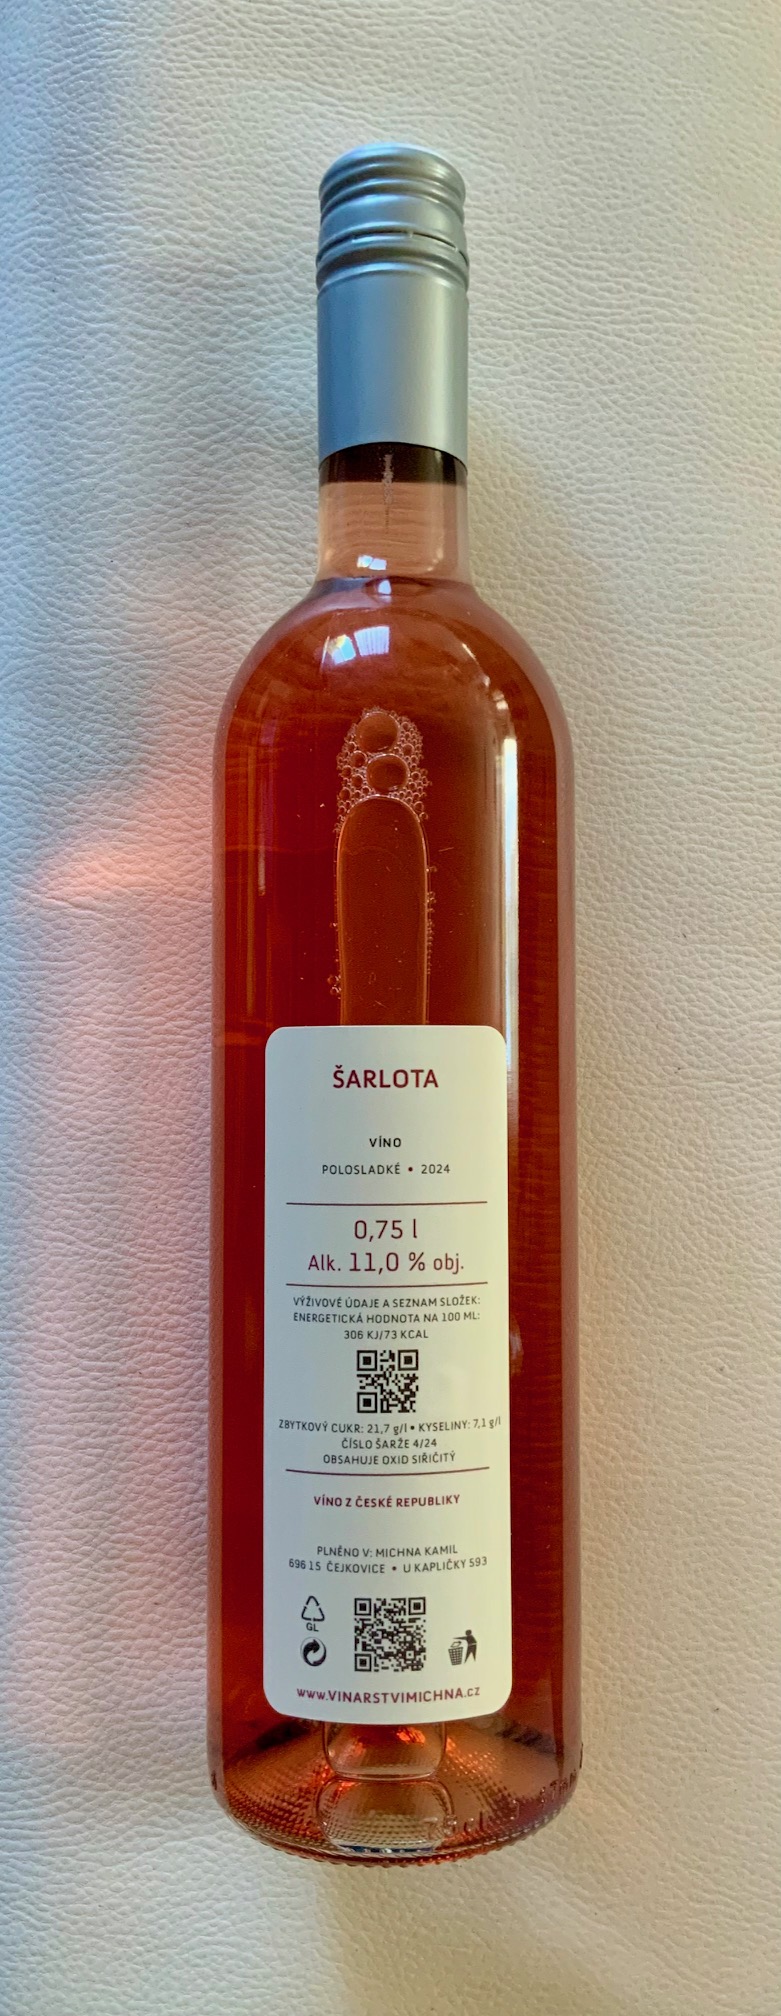 ŠARLOTA
VÍNO
POLOSLADKÉ • 2024
0,75 l
Alk. 11,0 % obj.
VÝŽIVOVÉ ÚDAJE A SEZNAM SLOŽEK:
ENERGETICKÁ HODNOTA NA 100 ML:
306 KJ/73 KCAL
ZBYTKOVÝ CUKR: 21,7 g/l • KYSELINY: 7,1 g/l
ČÍSLO ŠARŽE 4/24
OBSAHUJE OXID SIŘIČITÝ
VÍNO Z ČESKÉ REPUBLIKY
PLNĚNO V: MICHNA KAMIL
696 15 ČEJKOVICE • U KAPLIČKY 593
GL
www.VINARSTVIMICHNA.cz